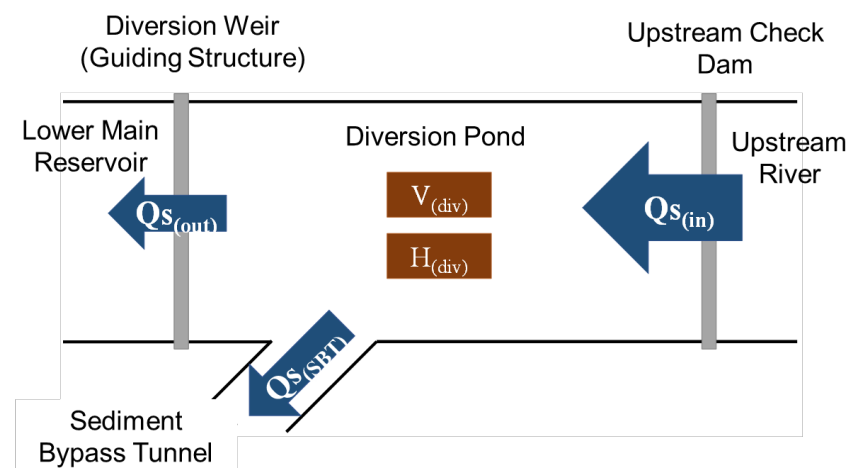 Diversion Weir
(Guiding Structure)
Upstream Check
Dam
Lower Main
Reservoir
Diversion Pond
Upstream
River
V(div)
Qs(out)
Qs(in)
H(div)
Qs(SBT)
Sediment
Bypass Tunnel